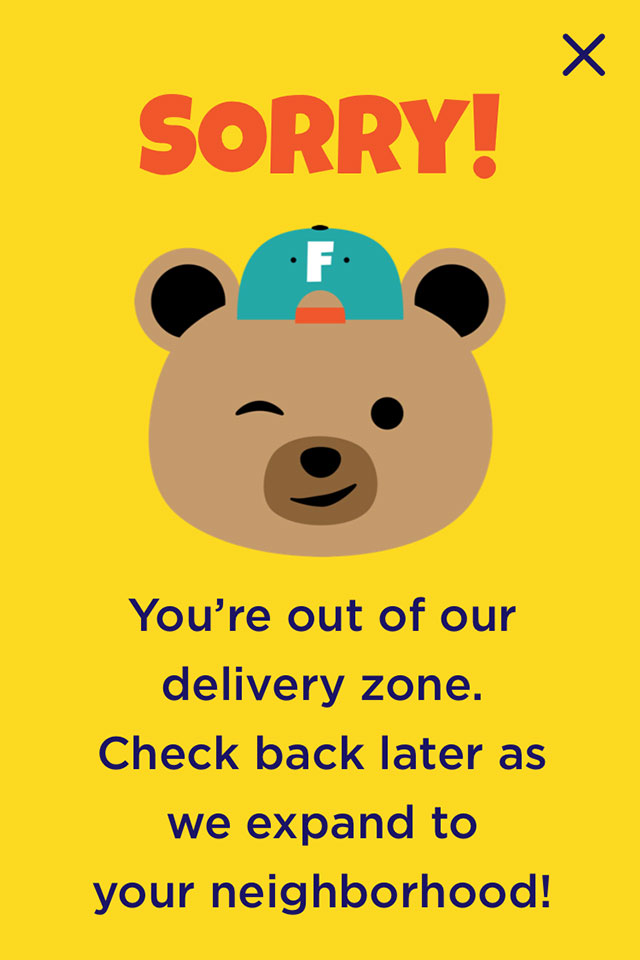 SORRY!
F
You’re out of our
delivery zone.
Check back later as
we expand to
your neighborhood!